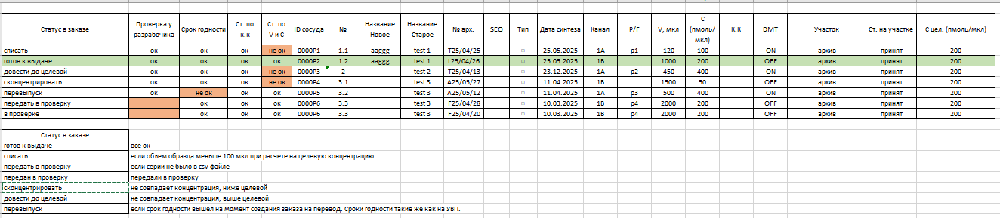 Статус в заказе Проверка у разрабочика Срок годности Ст. по к.к Ст. по V и C ID сосуда № Название Новое Название Старое № арх. SEQ Тип Дата синтеза Канал P/F V, мкл C (пмоль/мкл) К.К DMT Участок Ст. на участке С цел. (пмоль/мкл)
списать ок ок ок не ок 0000P1 1.1 aaggg test 1 T25/04/25 25.05.2025 1A p1 120 100 ON архив принят 200
готов к выдаче ок ок ок ок 0000P2 1.2 aaggg test 1 L25/04/26 25.05.2025 1B 1000 200 OFF архив принят 200
довести до целевой ок ок ок не ок 0000P3 2 test 2 T25/04/13 23.12.2025 1A p2 450 400 ON архив принят 200
сконцентрировать ок ок ок не ок 0000P4 3.1 test 3 A25/05/27 11.04.2025 1B 1500 50 OFF архив принят 200
перевыпуск ок не ок ок ок 0000P5 3.2 test 3 A25/05/12 11.04.2025 1A p3 500 400 ON архив принят 200
передать в проверку ок ок ок 0000P6 3.3 test 3 F25/04/28 10.03.2025 1B p4 2000 200 OFF архив принят 200
в проверке ок ок ок 0000P6 3.3 test 3 F25/04/20 10.03.2025 1B p4 2000 200 OFF архив принят 200
Статус в заказе
готов к выдаче все ок
списать если объем образца меньше 100 мкл при расчете на целевую концентрацию
передать в проверку если серии не было в csv файле
передан в проверку передали в проверку
сконцентрировать не совпадает концентрация, ниже целевой
довести до целевой не совпадает концентрация, выше целевой
перевыпуск если срок годности вышел на момент создания заказа на перевод. Сроки годности такие же как на УВП.